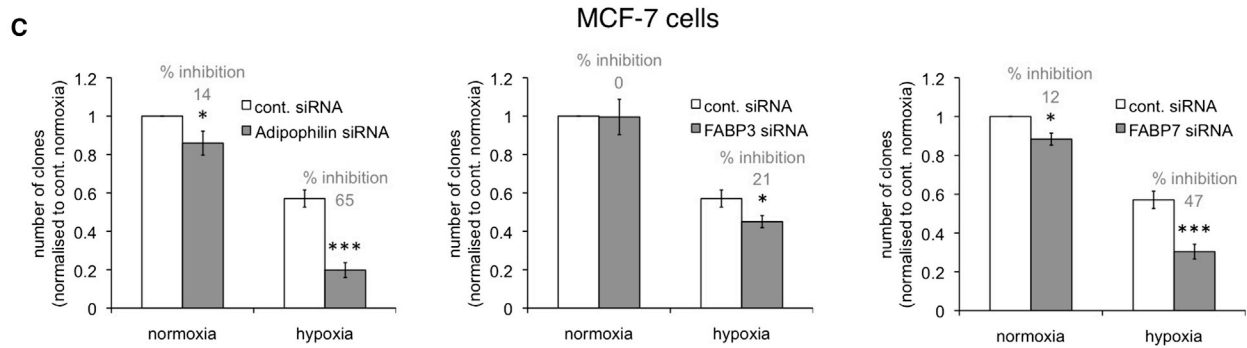 C
MCF-7 cells
number of clones
(normalised to cont. normoxia)
1.2
1
0.8
0.6
0.4
0.2
0
% inhibition
14
*
cont. siRNA
Adipophilin siRNA
% inhibition
65
***
normoxia
hypoxia
number of clones
(normalised to cont. normoxia)
1.2
1
0.8
0.6
0.4
0.2
0
% inhibition
0
cont. siRNA
FABP3 siRNA
% inhibition
21
*
normoxia
hypoxia
number of clones
(normalised to cont. normoxia)
1.2
1
0.8
0.6
0.4
0.2
0
% inhibition
12
*
cont. siRNA
FABP7 siRNA
% inhibition
47
***
normoxia
hypoxia